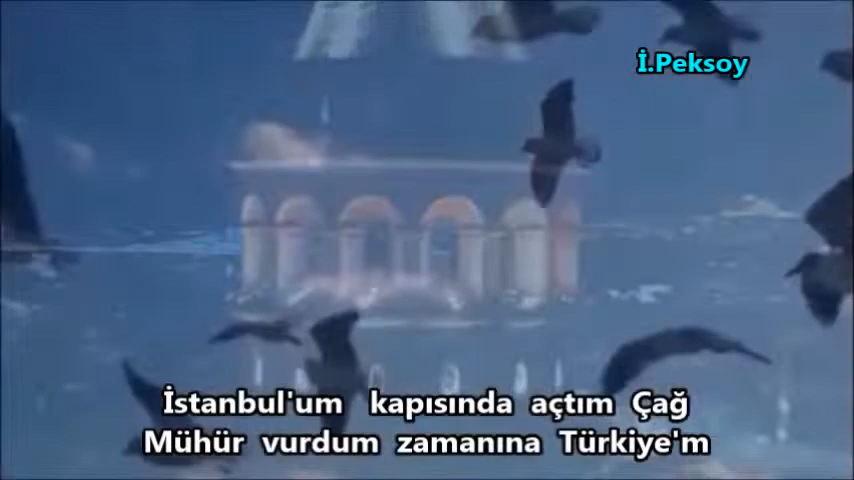 İ.Peksoy
İstanbul'um kapısında açtım Çağ
Mühür vurdum zamanına Türkiye'm